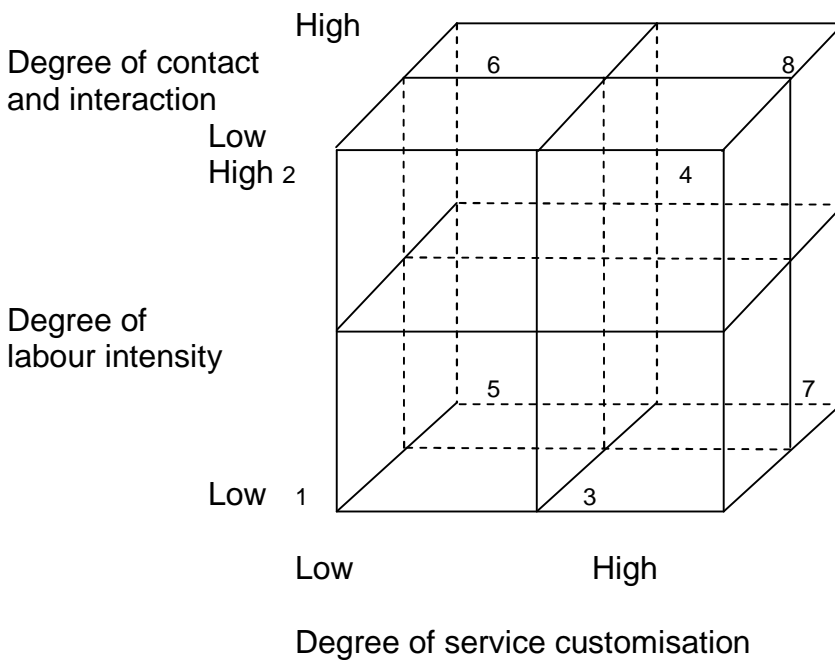 High
Degree of contact
and interaction
6
8
Low
High 2
4
Degree of
labour intensity
5
7
Low 1
3
Low High
Degree of service customisation